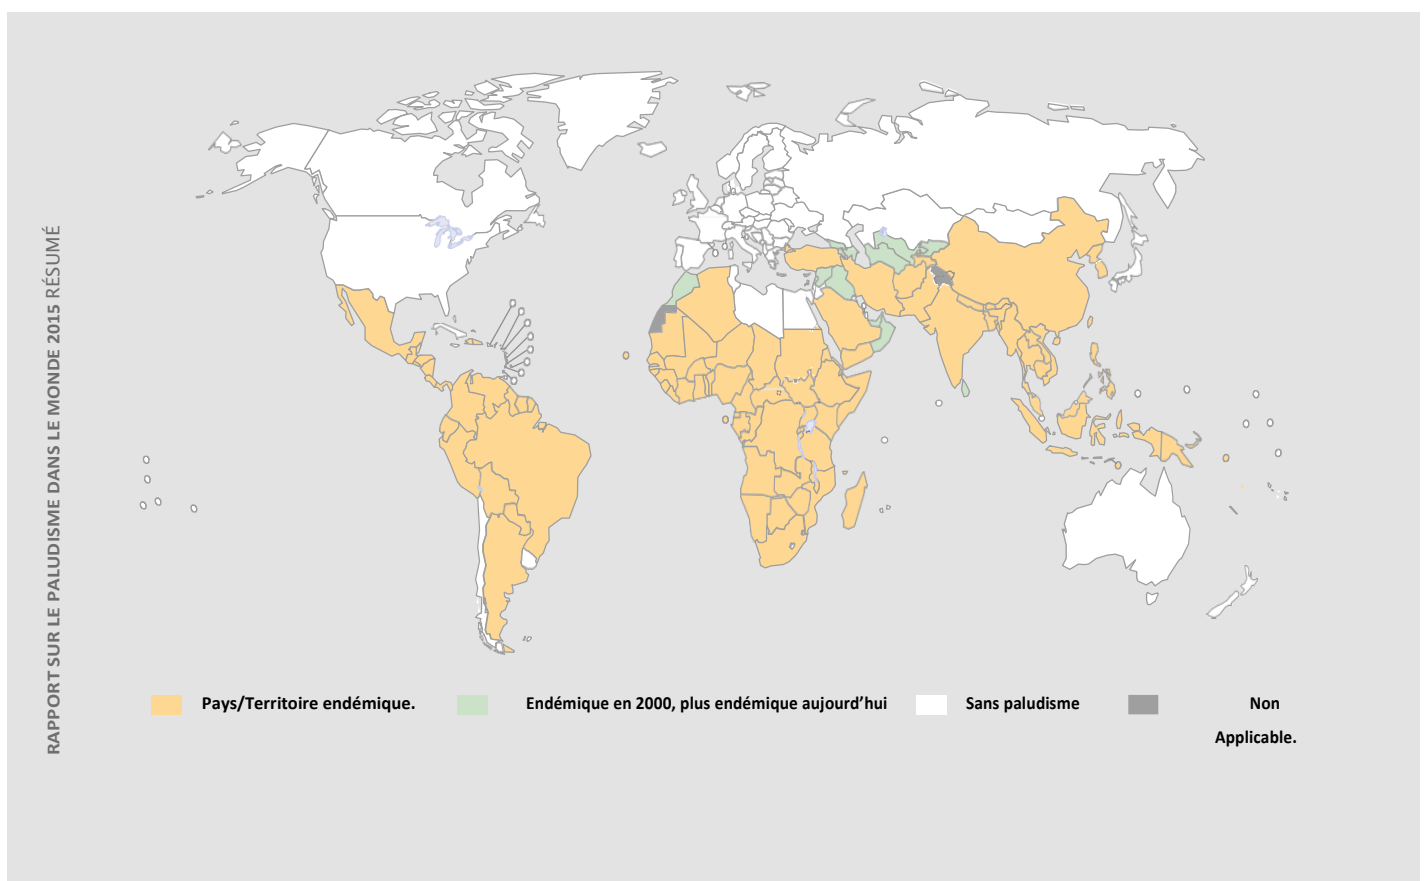 RAPPORT SUR LE PALUDISME DANS LE MONDE 2015 RÉSUMÉ
Pays/Territoire endémique.
Endémique en 2000, plus endémique aujourd’hui
Sans paludisme
Non
Applicable.